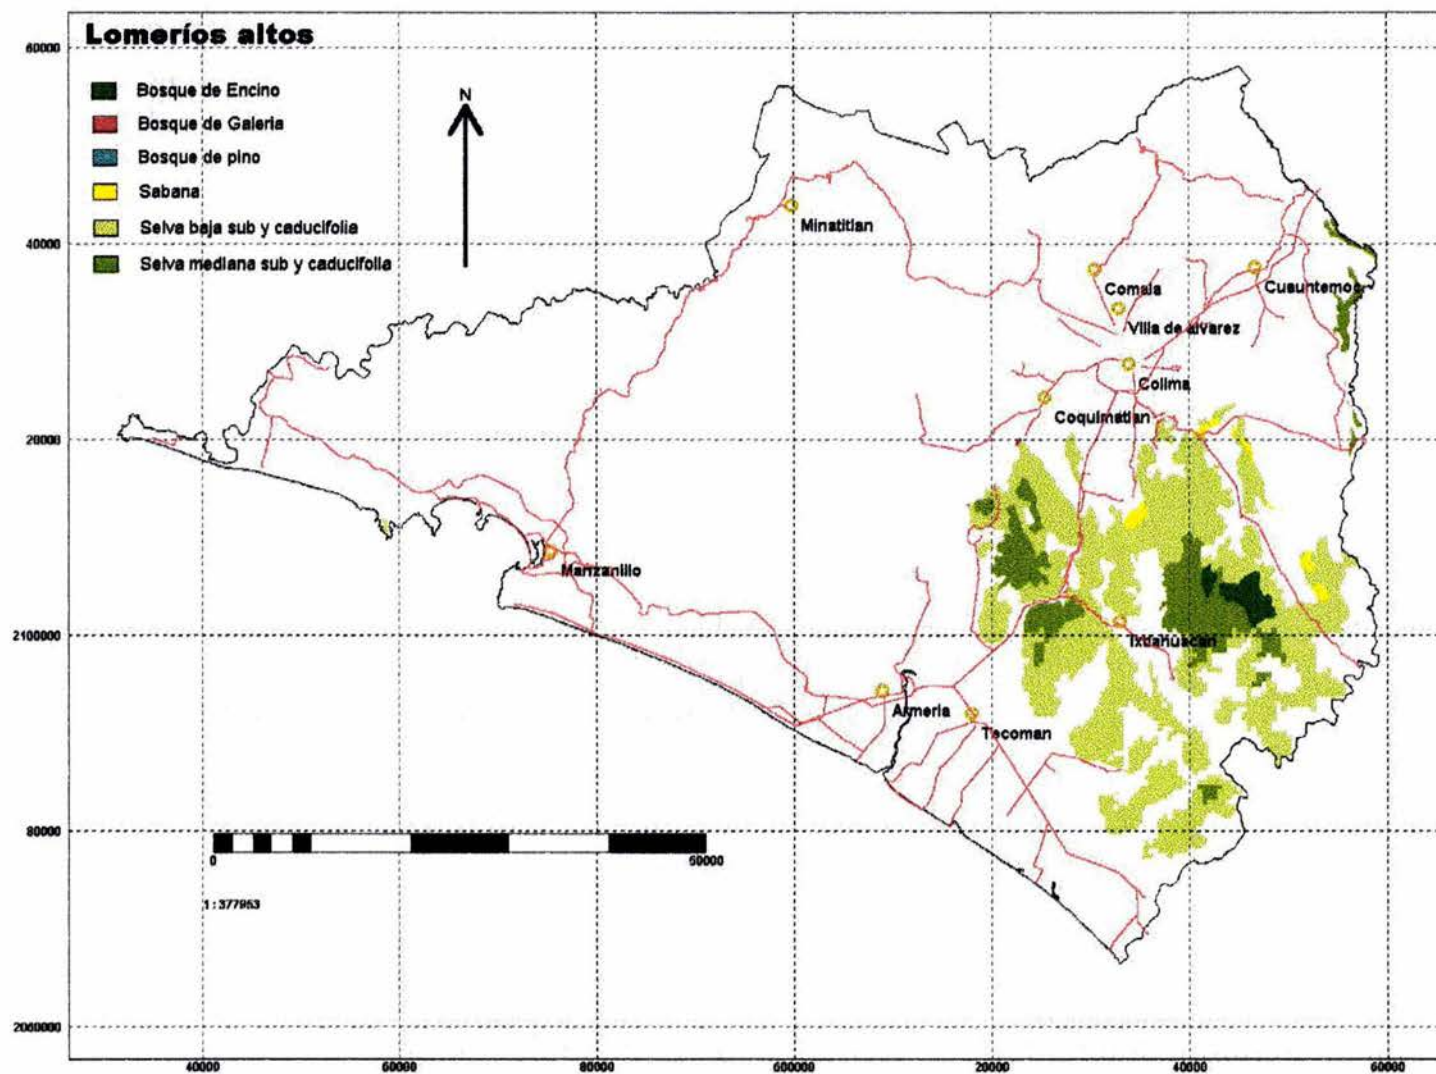 Lomeríos altos
Bosque de Encino
Bosque de Galeria
Bosque de pino
Sabana
Selva baja sub y caducifolia
Selva mediana sub y caducifolia
N
Minatitlan
Comala
Cuauntemoc
Villa de alvarez
Colima
Coquimatlan
Manzanillo
Ixtlahuacan
Armeria
Tecoman
0
50000
1 : 377953
60000
40000
20000
2100000
80000
2060000
40000
60000
80000
600000
20000
40000
60000